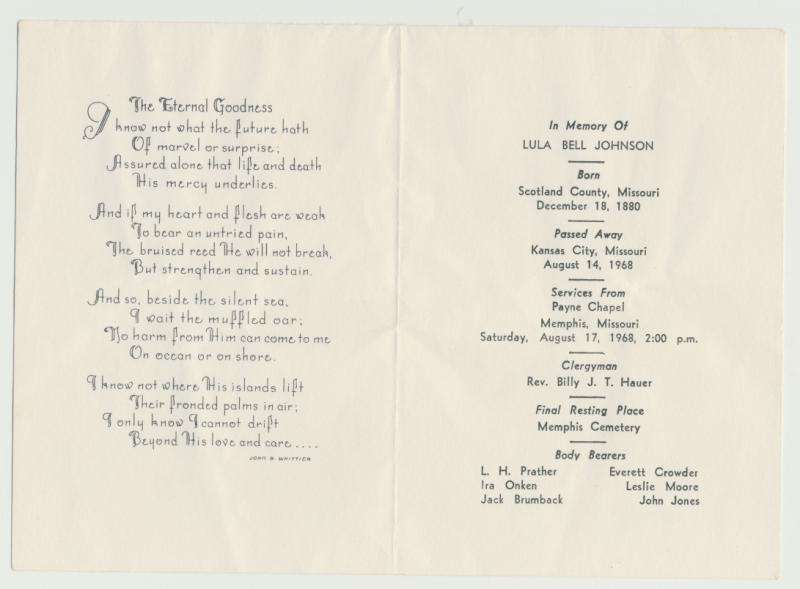 The Eternal Goodness
I know not what the future hath
Of marvel or surprise;
Assured alone that life and death
His mercy underlies.
And if my heart and flesh are weak
To bear an untried pain,
The bruised reed He will not break,
But strengthen and sustain.
And so, beside the silent sea,
I wait the muffled oar;
No harm from Him can come to me
On ocean or on shore.
I know not where His islands lift
Their fronded palms in air;
I only know I cannot drift
Beyond His love and care....
JOHN G. WHITTIER
In Memory Of
LULA BELL JOHNSON
Born
Scotland County, Missouri
December 18, 1880
Passed Away
Kansas City, Missouri
August 14, 1968
Services From
Payne Chapel
Memphis, Missouri
Saturday, August 17, 1968, 2:00 p.m.
Clergyman
Rev. Billy J. T. Hauer
Final Resting Place
Memphis Cemetery
Body Bearers
L. H. Prather Everett Crowder
Ira Onken Leslie Moore
Jack Brumback John Jones